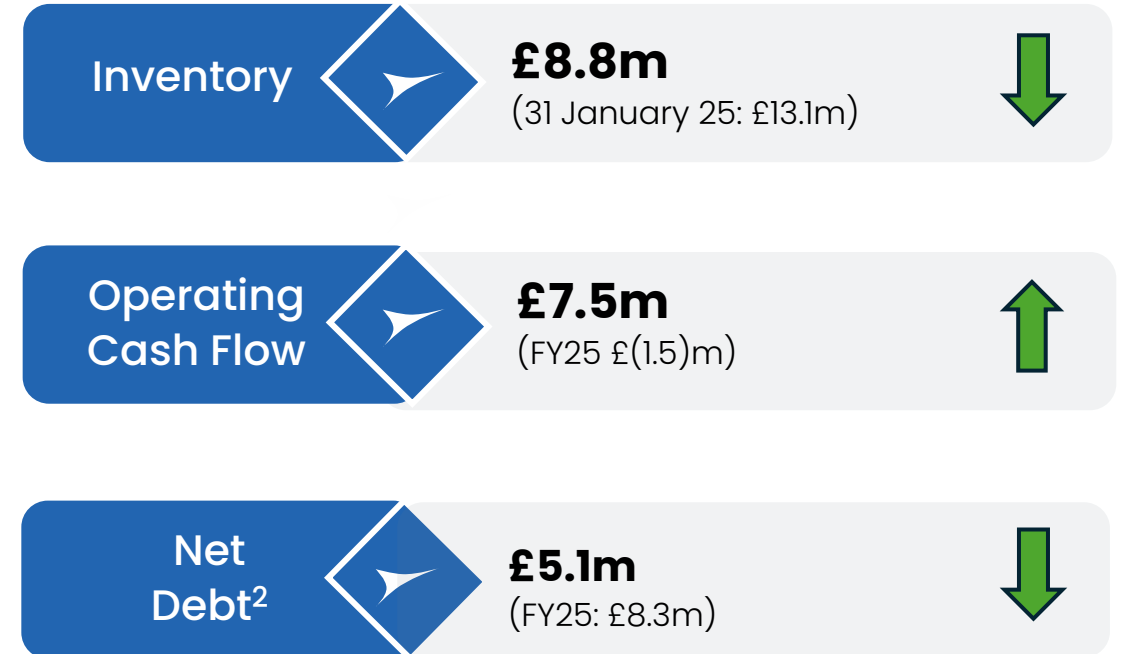 Inventory
£8.8m
(31 January 25: £13.1m)
Operating
Cash Flow
£7.5m
(FY25 £(1.5)m)
Net
Debt²
£5.1m
(FY25: £8.3m)